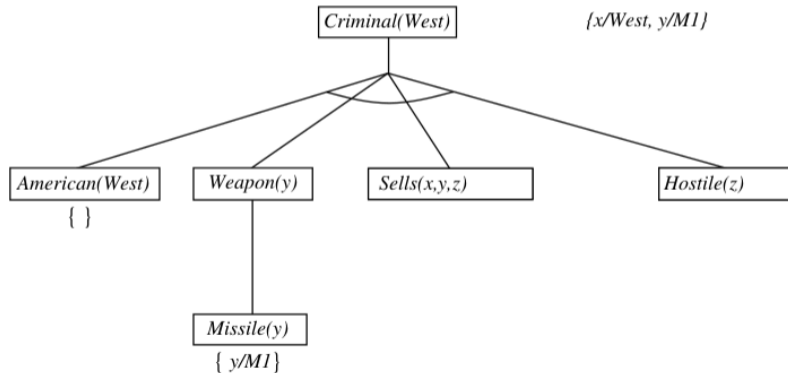 Criminal(West) {x/West, y/M1}
American(West) Weapon(y) Sells(x,y,z) Hostile(z)
{ }
Missile(y)
{ y/M1}